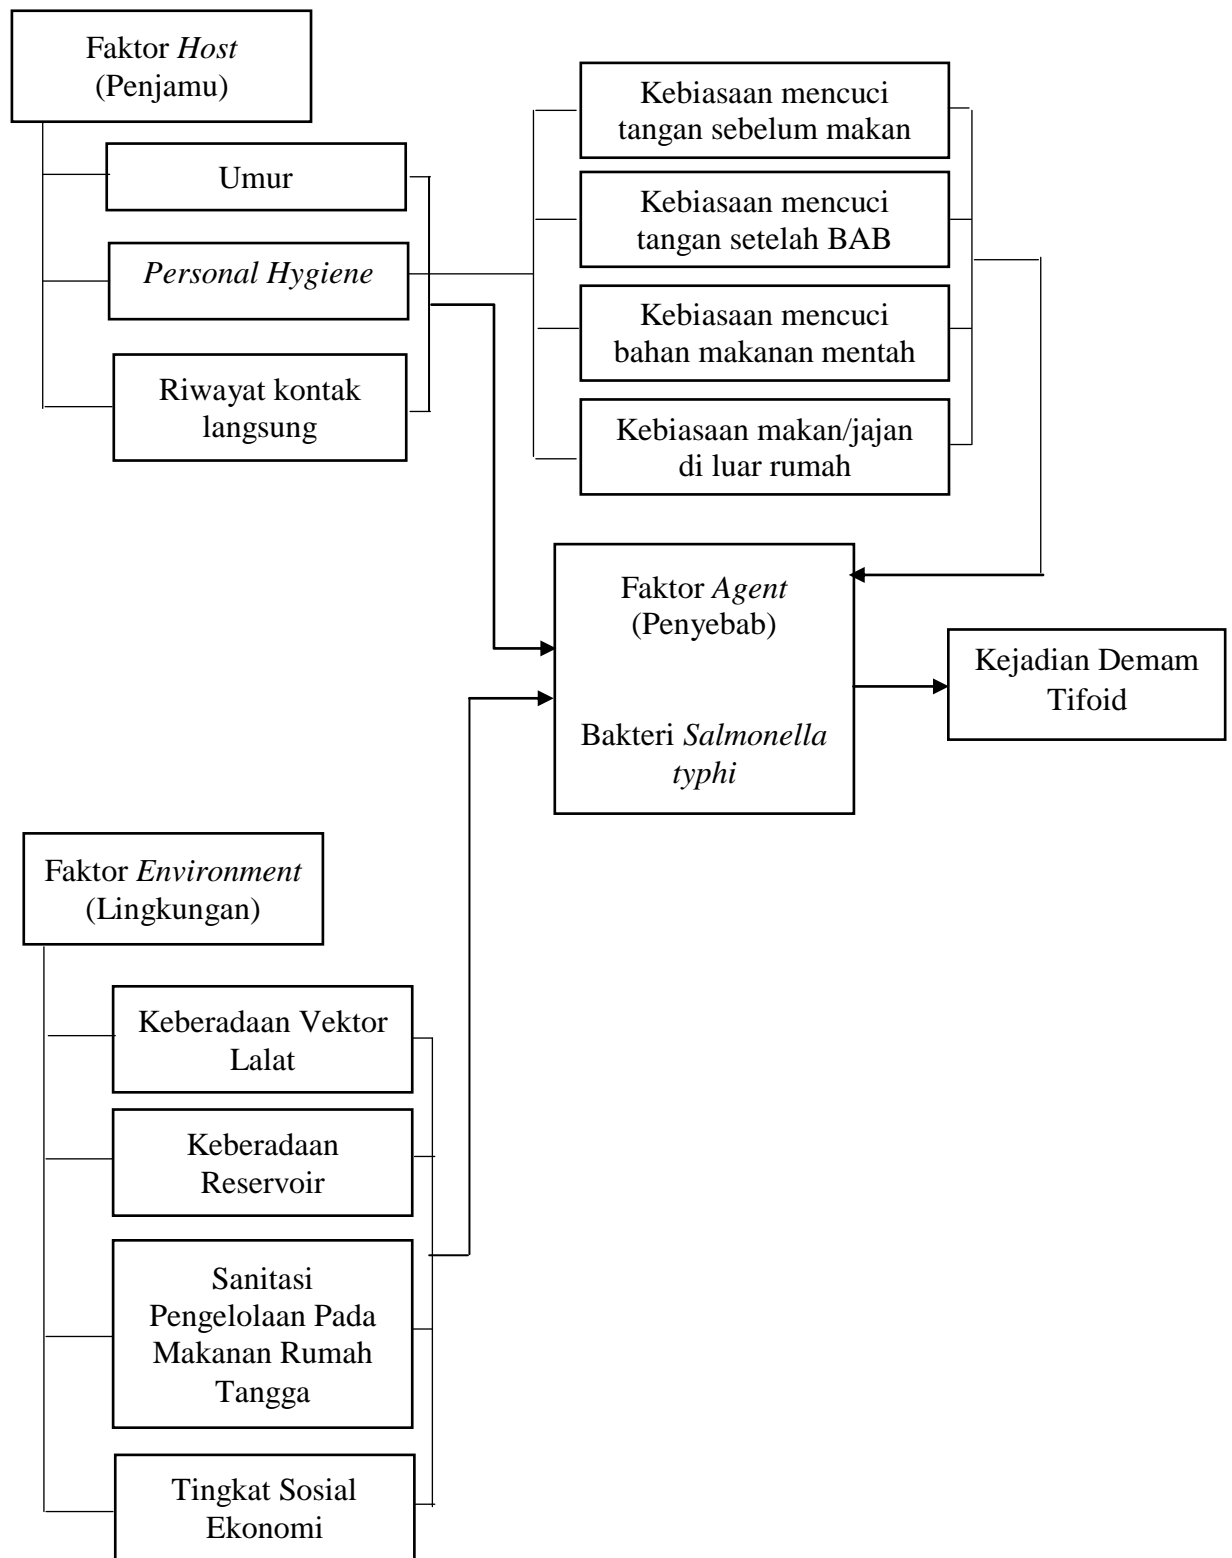 Faktor Host
(Penjamu)
Umur
Personal Hygiene
Riwayat kontak
langsung
Kebiasaan mencuci
tangan sebelum makan
Kebiasaan mencuci
tangan setelah BAB
Kebiasaan mencuci
bahan makanan mentah
Kebiasaan makan/jajan
di luar rumah
Faktor Agent
(Penyebab)
Bakteri Salmonella
typhi
Kejadian Demam
Tifoid
Faktor Environment
(Lingkungan)
Keberadaan Vektor
Lalat
Keberadaan
Reservoir
Sanitasi
Pengelolaan Pada
Makanan Rumah
Tangga
Tingkat Sosial
Ekonomi